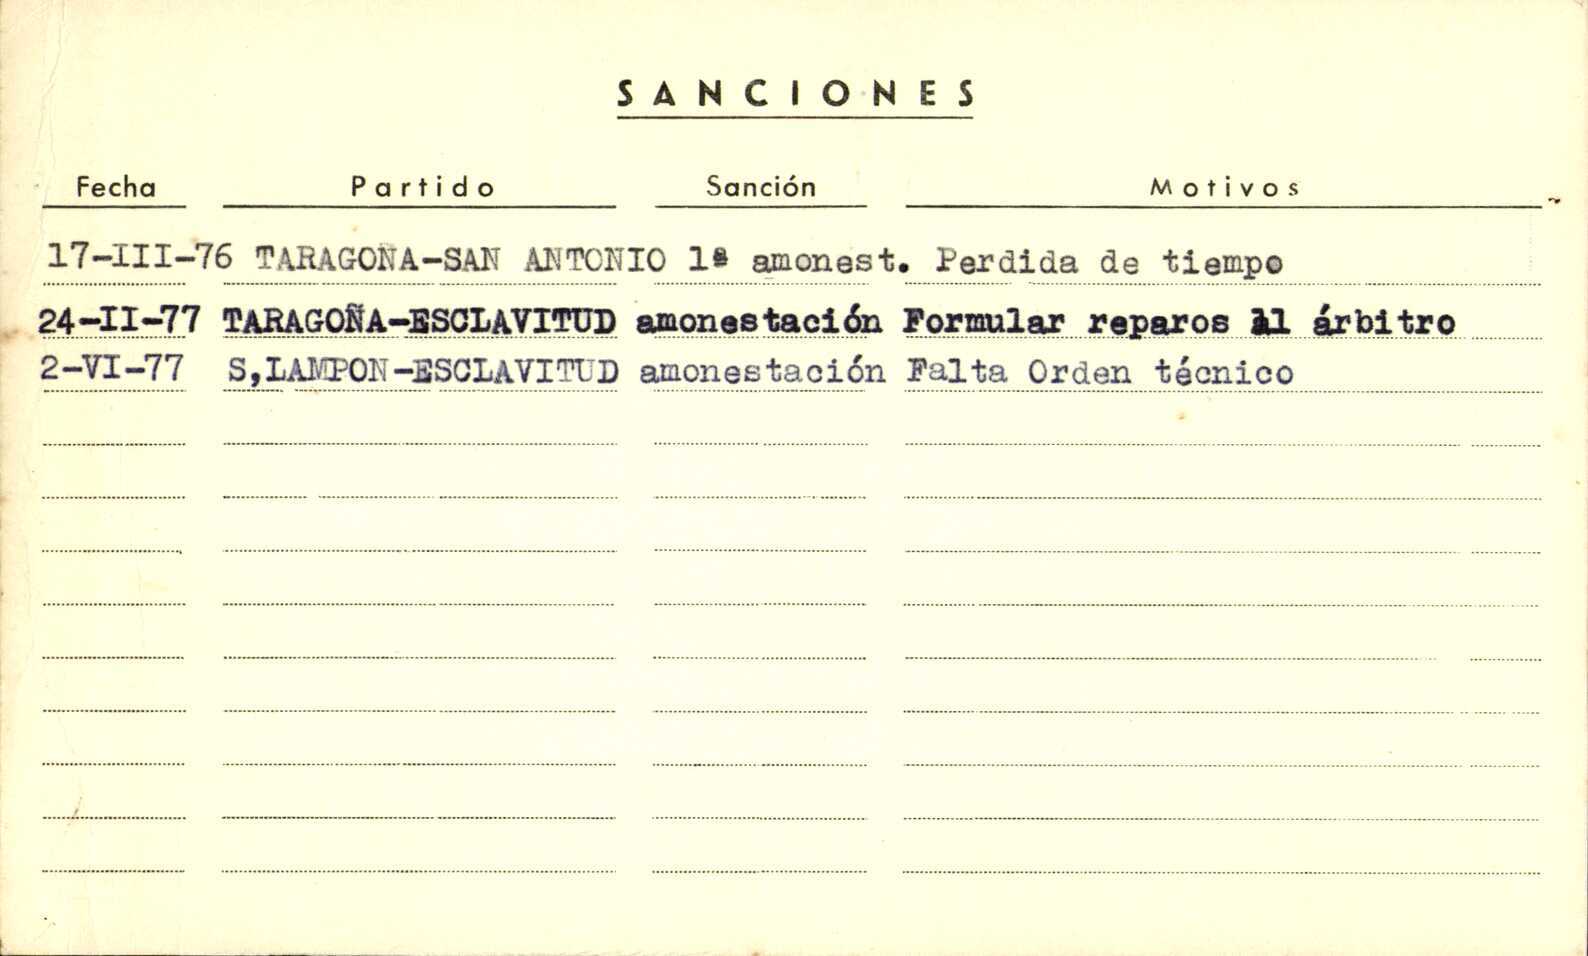 SANCIONES
Fecha Partido Sanción Motivos
17-III-76 TARAGOÑA-SAN ANTONIO 1ª amonest. Perdida de tiempo
24-II-77 TARAGOÑA-ESCLAVITUD amonestación Formular reparos al árbitro
2-VI-77 S,LAMPON-ESCLAVITUD amonestación Falta Orden técnico